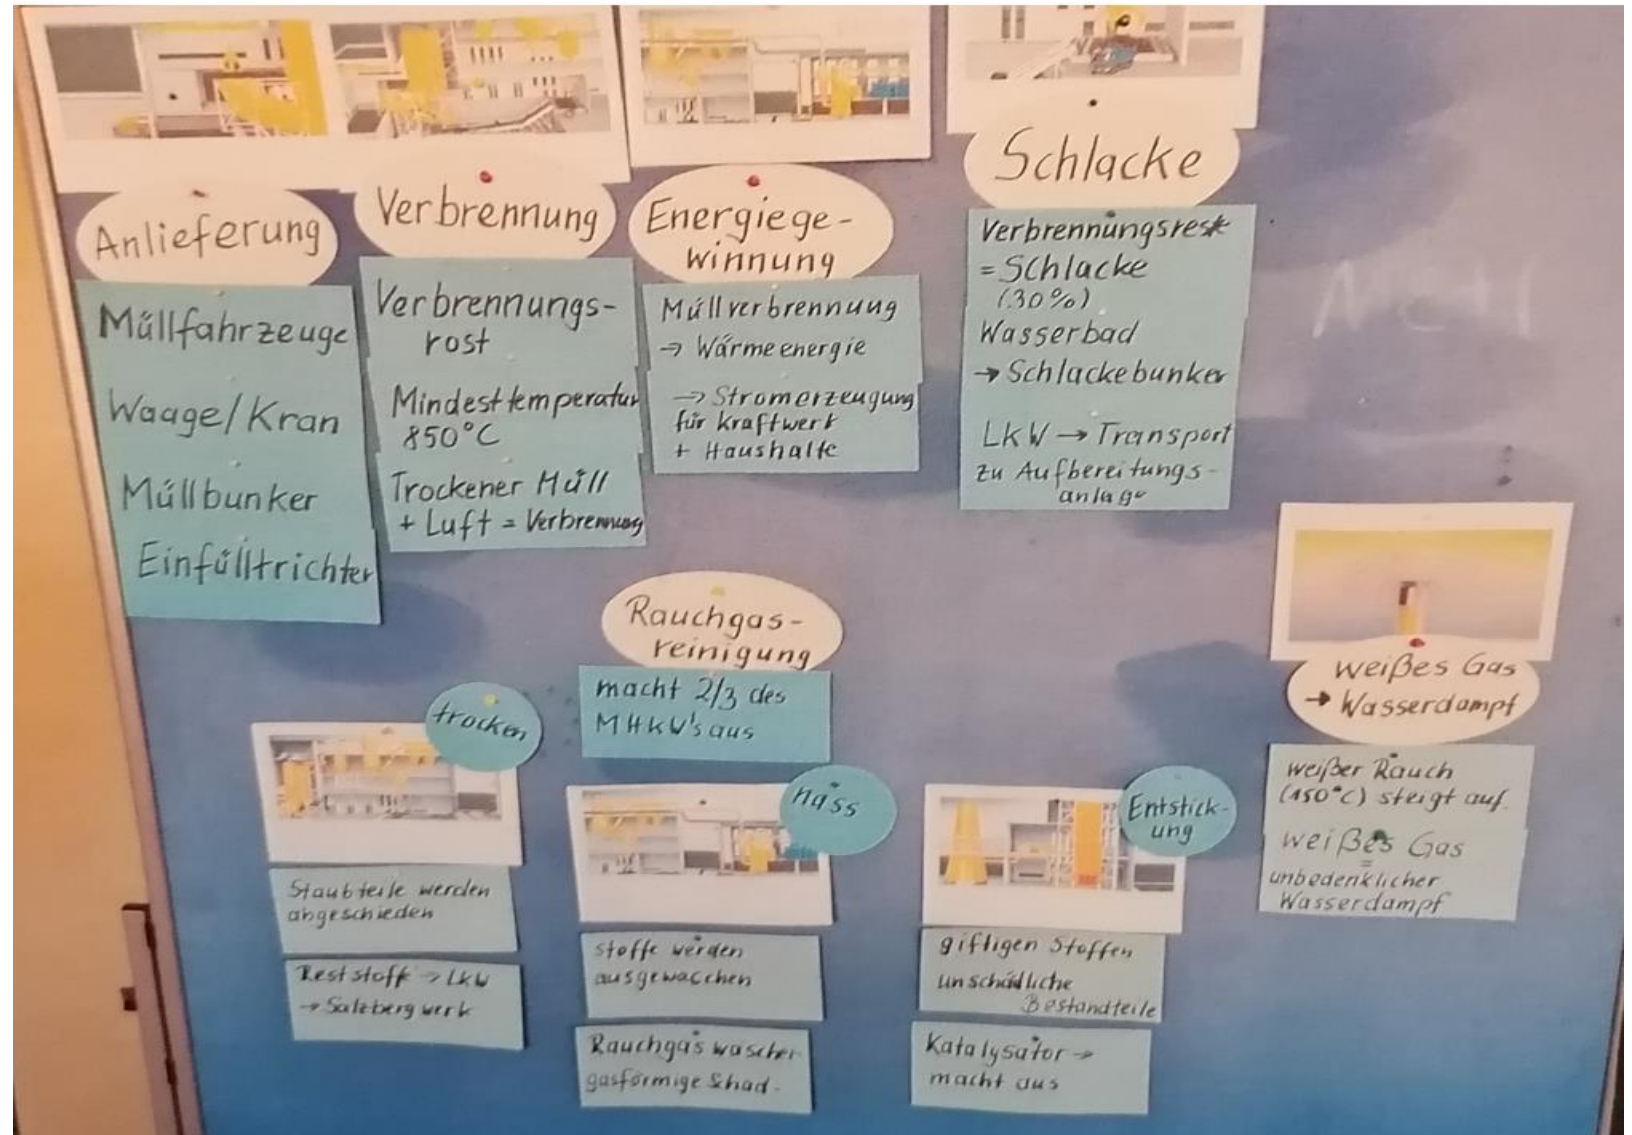 Anlieferung
Müllfahrzeuge
Waage/Kran
Müllbunker
Einfülltrichter
Verbrennung
Verbrennungs-
rost
Mindesttemperatur
850°C
Trockener Müll
+ Luft = Verbrennung
Energiege-
winnung
Müllverbrennung
→ Wärmeenergie
→ Stromerzeugung
für Kraftwerk
+ Haushalte
Schlacke
Verbrennungsreste
= Schlacke
(30%)
Wasserbad
→ Schlackebunker
LKW → Transport
zu Aufbereitungs-
anlage
Rauchgas-
reinigung
macht 2/3 des
MHKW's aus
trocken
Staubteile werden
abgeschieden
Reststoff → LKW
→ Salzbergwerk
nass
stoffe werden
ausgewaschen
Rauchgaswäscher
gasförmige Schad-
Entstick-
ung
giftigen Stoffen
unschädliche
Bestandteile
Katalysator →
macht aus
weißes Gas
→ Wasserdampf
weißer Rauch
(150°C) steigt auf.
weißes Gas
=
unbedenklicher
Wasserdampf